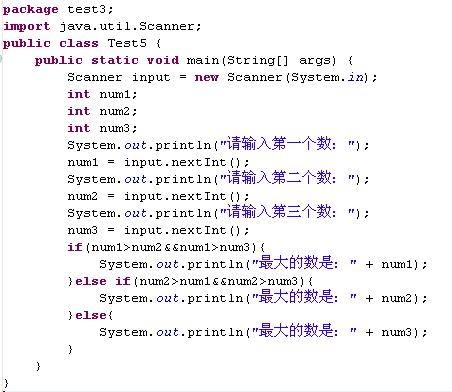 package test3;
import java.util.Scanner;
public class Test5 {
    public static void main(String[] args) {
        Scanner input = new Scanner(System.in);
        int num1;
        int num2;
        int num3;
        System.out.println("请输入第一个数: ");
        num1 = input.nextInt();
        System.out.println("请输入第二个数: ");
        num2 = input.nextInt();
        System.out.println("请输入第三个数: ");
        num3 = input.nextInt();
        if(num1>num2&&num1>num3){
            System.out.println("最大的数是: " + num1);
        }else if(num2>num1&&num2>num3){
            System.out.println("最大的数是: " + num2);
        }else{
            System.out.println("最大的数是: " + num3);
        }
    }
}